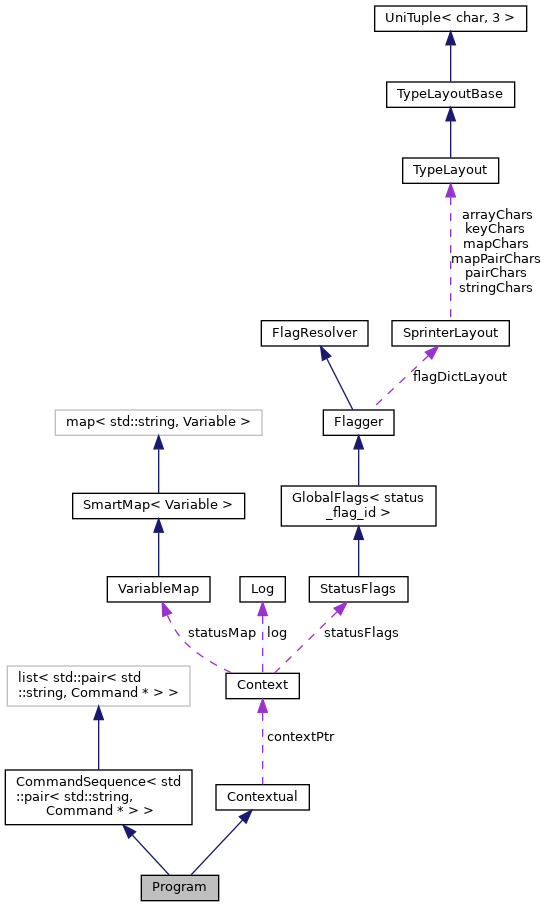 UniTuple< char, 3 >
TypeLayoutBase
TypeLayout
arrayChars
keyChars
mapChars
mapPairChars
pairChars
stringChars
FlagResolver
SprinterLayout
flagDictLayout
map< std::string, Variable >
Flagger
SmartMap< Variable >
GlobalFlags< status
_flag_id >
VariableMap
Log
StatusFlags
statusMap
log
statusFlags
list< std::pair< std
::string, Command * > >
Context
contextPtr
CommandSequence< std
::pair< std::string,
Command * > >
Contextual
Program